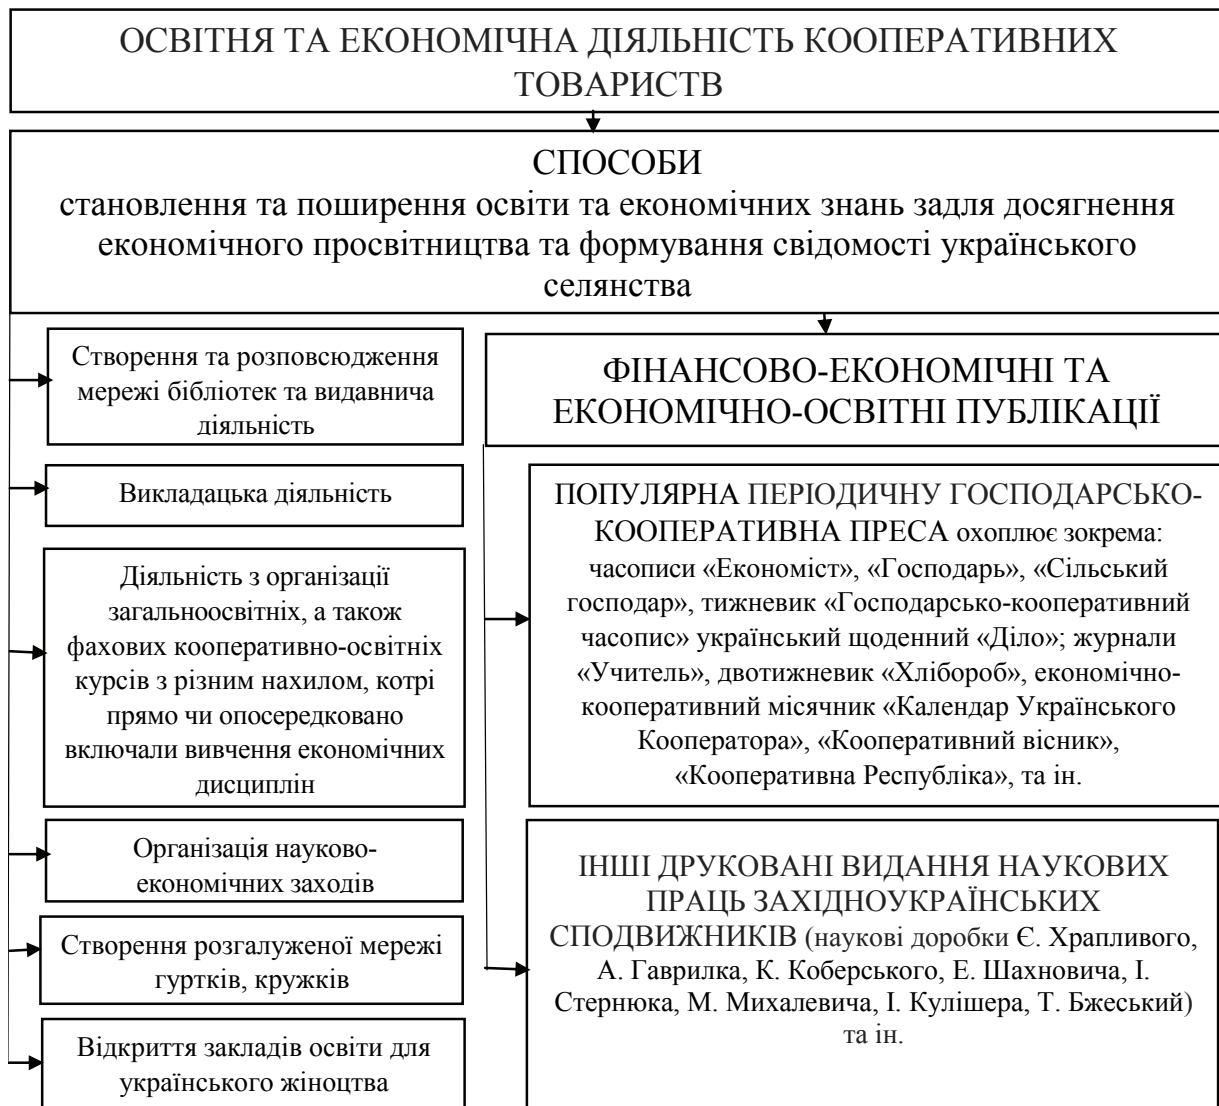 ОСВІТНЯ ТА ЕКОНОМІЧНА ДІЯЛЬНІСТЬ КООПЕРАТИВНИХ
ТОВАРИСТВ
СПОСОБИ
становлення та поширення освіти та економічних знань задля досягнення
економічного просвітництва та формування свідомості українського
селянства
Створення та розповсюдження
мережі бібліотек та видавнича
діяльність
Викладацька діяльність
Діяльність з організації
загальноосвітніх, а також
фахових кооперативно-освітніх
курсів з різним нахилом, котрі
прямо чи опосередковано
включали вивчення економічних
дисциплін
Організація науково-
економічних заходів
Створення розгалуженої мережі
гуртків, кружків
Відкриття закладів освіти для
українського жіноцтва
ФІНАНСОВО-ЕКОНОМІЧНІ ТА
ЕКОНОМІЧНО-ОСВІТНІ ПУБЛІКАЦІЇ
ПОПУЛЯРНА ПЕРІОДИЧНУ ГОСПОДАРСЬКО-
КООПЕРАТИВНА ПРЕСА охоплює зокрема:
часописи «Економіст», «Господарь», «Сільський
господар», тижневик «Господарсько-кооперативний
часопис» український щоденний «Діло»; журнали
«Учитель», двотижневик «Хлібороб», економічно-
кооперативний місячник «Календар Українського
Кооператора», «Кооперативний вісник»,
«Кооперативна Республіка», та ін.
ІНШІ ДРУКОВАНІ ВИДАННЯ НАУКОВИХ
ПРАЦЬ ЗАХІДНОУКРАЇНСЬКИХ
СПОДВИЖНИКІВ (наукові доробки Є. Храпливого,
А. Гаврилка, К. Коберського, Е. Шахновича, І.
Стернюка, М. Михалевича, І. Кулішера, Т. Бжеський)
та ін.